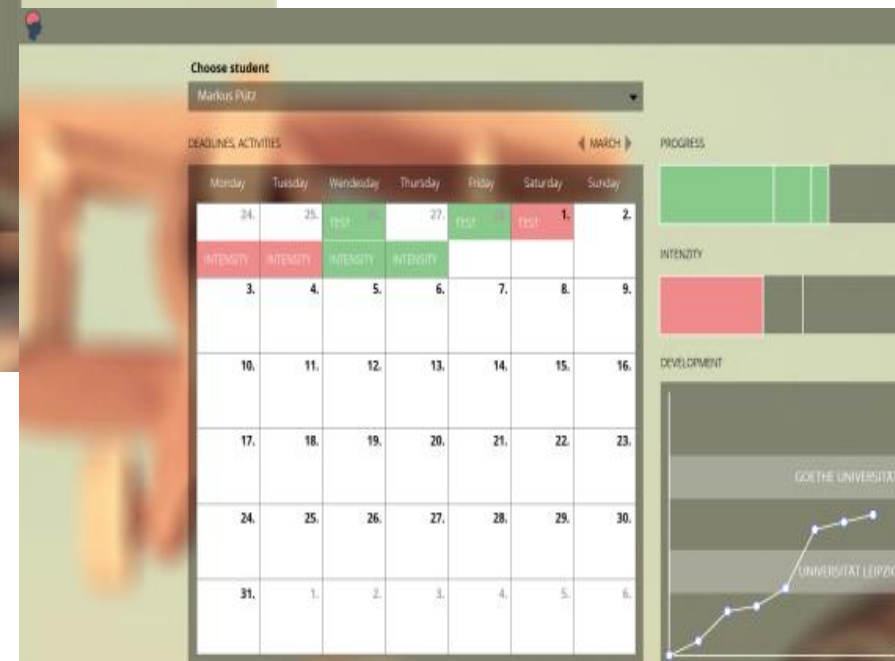 Choose student
Markus Pütz
DEADLINES, ACTIVITIES
MARCH
Monday Tuesday Wendesday Thursday Friday Saturday Sunday
24. 25. TEST 26. 27. TEST 28. TEST 1. 2.
INTENSITY INTENSITY INTENSITY INTENSITY
3. 4. 5. 6. 7. 8. 9.
10. 11. 12. 13. 14. 15. 16.
17. 18. 19. 20. 21. 22. 23.
24. 25. 26. 27. 28. 29. 30.
31. 1. 2. 3. 4. 5. 6.
PROGRESS
INTENZITY
DEVELOPMENT
GOETHE UNIVERSITÄT
UNIVERSITÄT LEIPZIG